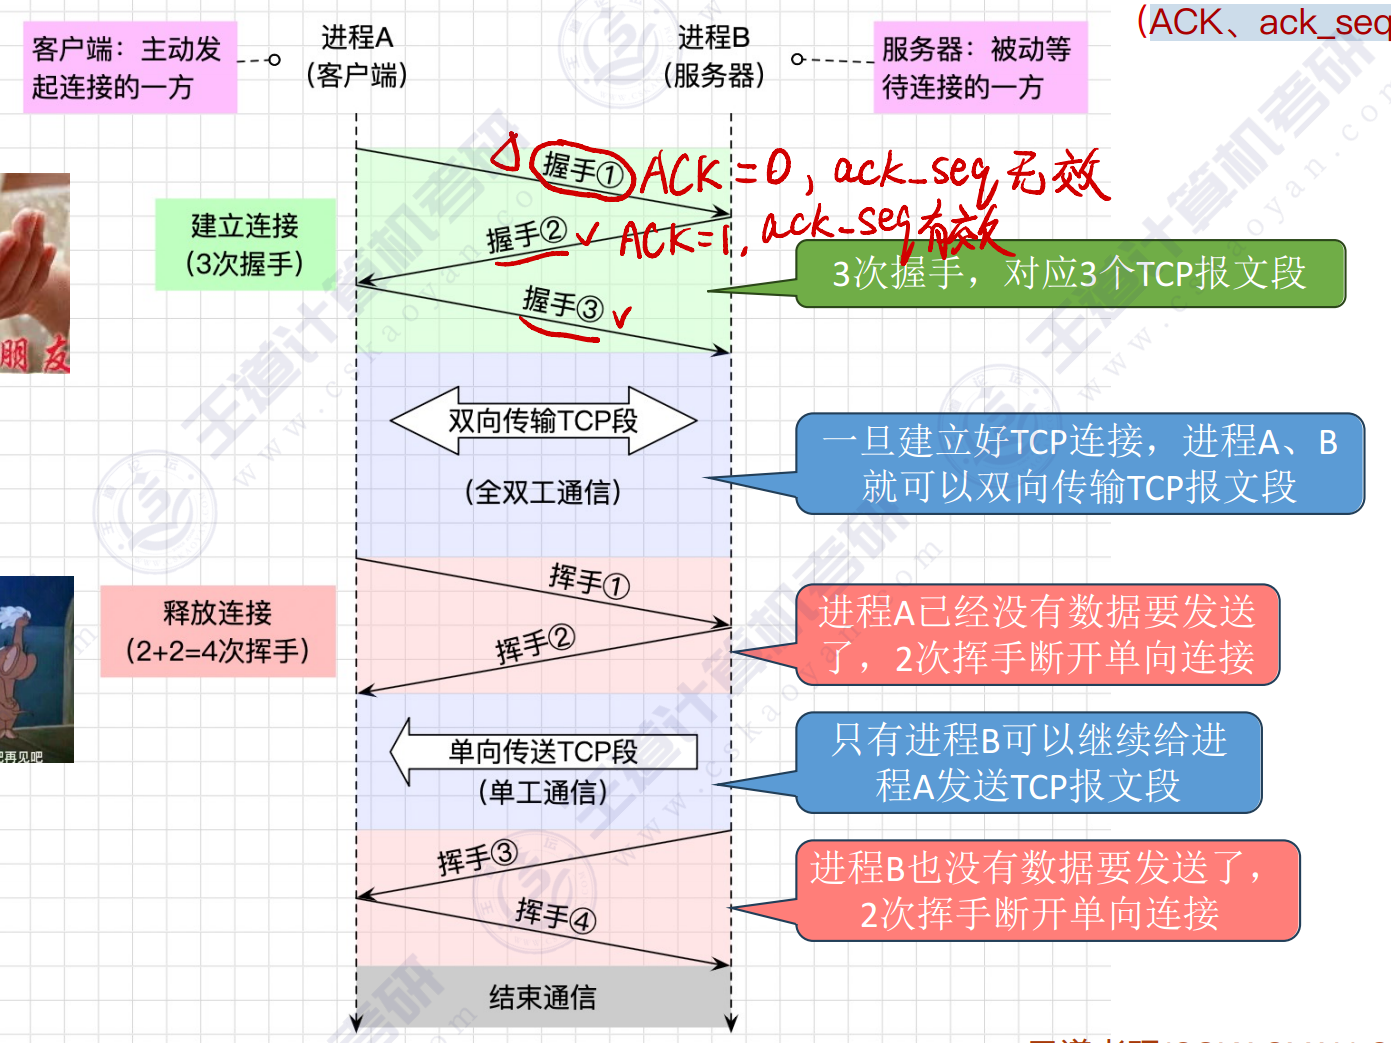 (ACK、ack_seq
客户端：主动发
起连接的一方
进程A
（客户端）
进程B
（服务器）
服务器：被动等
待连接的一方
握手① ACK=0，ack_seq无效
握手② ACK=1，ack_seq有效
建立连接
（3次握手）
3次握手，对应3个TCP报文段
握手③
朋友
双向传输TCP段
（全双工通信）
一旦建立好TCP连接，进程A、B
就可以双向传输TCP报文段
挥手①
释放连接
（2+2=4次挥手）
进程A已经没有数据要发送
了，2次挥手断开单向连接
挥手②
再见吧
单向传送TCP段
（单工通信）
只有进程B可以继续给进
程A发送TCP报文段
挥手③
进程B也没有数据要发送了，
2次挥手断开单向连接
挥手④
结束通信
王道计算机考研
www.cskaoyan.com